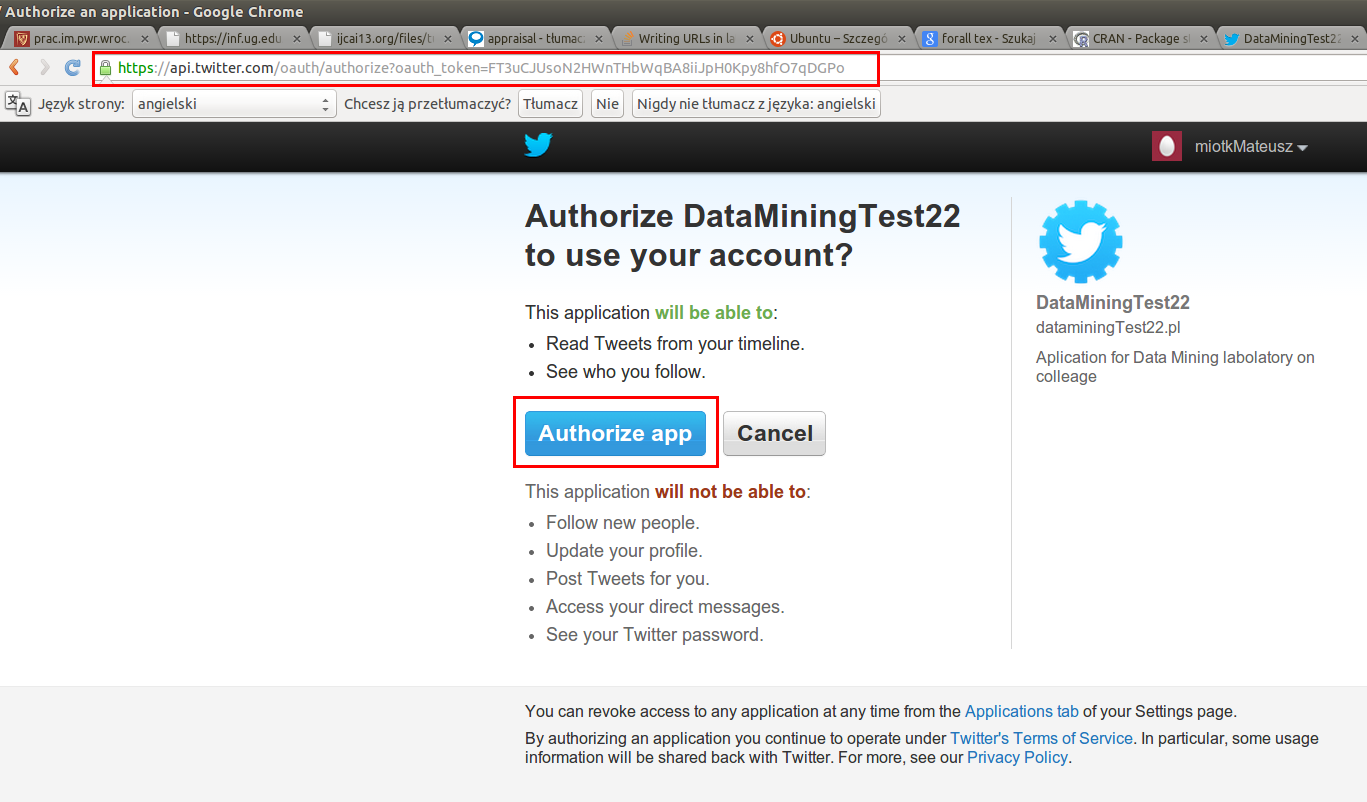 Authorize an application - Google Chrome
prac.im.pwr.wroc.
https://inf.ug.edu
ijcai13.org/files/tu
appraisal - tłumac
Writing URLs in la
Ubuntu – Szczegó
forall tex - Szukaj
CRAN - Package si
DataMiningTest22
https://api.twitter.com/oauth/authorize?oauth_token=FT3uCJUsoN2HWnTHbWqBA8iiJpH0Kpy8hfO7qDGPo
Język strony: angielski Chcesz ją przetłumaczyć? Tłumacz Nie Nigdy nie tłumacz z języka: angielski
miotkMateusz
Authorize DataMiningTest22
to use your account?
This application will be able to:
• Read Tweets from your timeline.
• See who you follow.
Authorize app Cancel
This application will not be able to:
• Follow new people.
• Update your profile.
• Post Tweets for you.
• Access your direct messages.
• See your Twitter password.
DataMiningTest22
dataminingTest22.pl
Aplication for Data Mining labolatory on
colleage
You can revoke access to any application at any time from the Applications tab of your Settings page.
By authorizing an application you continue to operate under Twitter's Terms of Service. In particular, some usage
information will be shared back with Twitter. For more, see our Privacy Policy.